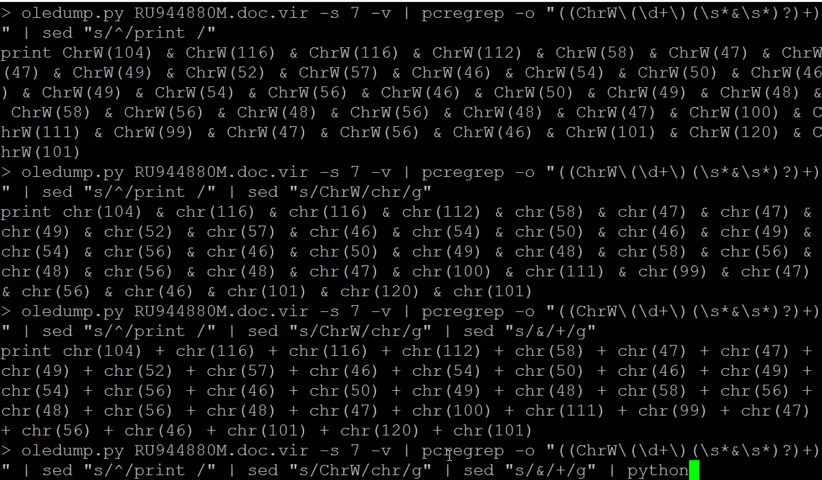 > oledump.py RU944880M.doc.vir -s 7 -v | pcregrep -o "((ChrW\(\d+\)(\s*&\s*)?)+)
" | sed "s/^/print /"
print ChrW(104) & ChrW(116) & ChrW(116) & ChrW(112) & ChrW(58) & ChrW(47) & ChrW
(47) & ChrW(49) & ChrW(52) & ChrW(57) & ChrW(46) & ChrW(54) & ChrW(50) & ChrW(46
) & ChrW(49) & ChrW(54) & ChrW(56) & ChrW(46) & ChrW(50) & ChrW(49) & ChrW(48) &
 ChrW(58) & ChrW(56) & ChrW(48) & ChrW(56) & ChrW(48) & ChrW(47) & ChrW(100) & C
hrW(111) & ChrW(99) & ChrW(47) & ChrW(56) & ChrW(46) & ChrW(101) & ChrW(120) & C
hrW(101)
> oledump.py RU944880M.doc.vir -s 7 -v | pcregrep -o "((ChrW\(\d+\)(\s*&\s*)?)+)
" | sed "s/^/print /" | sed "s/ChrW/chr/g"
print chr(104) & chr(116) & chr(116) & chr(112) & chr(58) & chr(47) & chr(47) &
chr(49) & chr(52) & chr(57) & chr(46) & chr(54) & chr(50) & chr(46) & chr(49) &
chr(54) & chr(56) & chr(46) & chr(50) & chr(49) & chr(48) & chr(58) & chr(56) &
chr(48) & chr(56) & chr(48) & chr(47) & chr(100) & chr(111) & chr(99) & chr(47)
& chr(56) & chr(46) & chr(101) & chr(120) & chr(101)
> oledump.py RU944880M.doc.vir -s 7 -v | pcregrep -o "((ChrW\(\d+\)(\s*&\s*)?)+)
" | sed "s/^/print /" | sed "s/ChrW/chr/g" | sed "s/&/+/g"
print chr(104) + chr(116) + chr(116) + chr(112) + chr(58) + chr(47) + chr(47) +
chr(49) + chr(52) + chr(57) + chr(46) + chr(54) + chr(50) + chr(46) + chr(49) +
chr(54) + chr(56) + chr(46) + chr(50) + chr(49) + chr(48) + chr(58) + chr(56) +
chr(48) + chr(56) + chr(48) + chr(47) + chr(100) + chr(111) + chr(99) + chr(47)
+ chr(56) + chr(46) + chr(101) + chr(120) + chr(101)
> oledump.py RU944880M.doc.vir -s 7 -v | pcregrep -o "((ChrW\(\d+\)(\s*&\s*)?)+)
" | sed "s/^/print /" | sed "s/ChrW/chr/g" | sed "s/&/+/g" | python